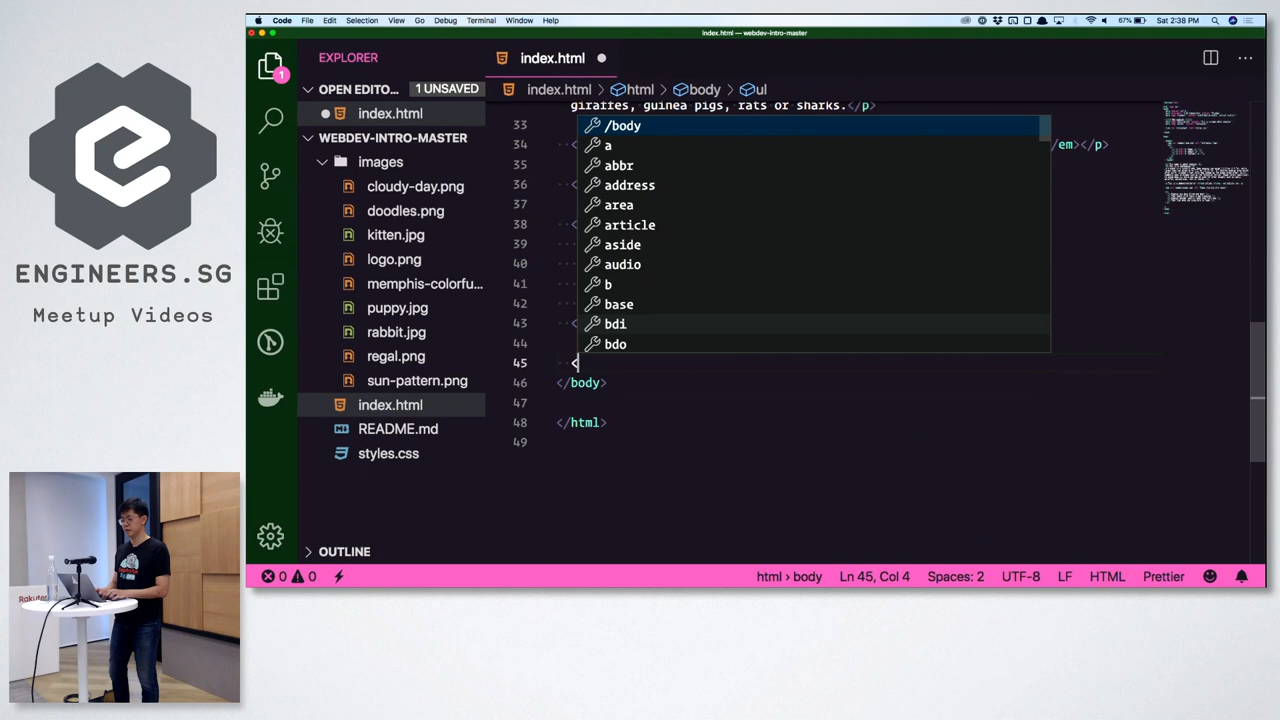 Code File Edit Selection View Go Debug Terminal Window Help
67% Sat 2:38 PM
index.html — webdev-intro-master
ENGINEERS.SG
Meetup Videos
Rakuten
EXPLORER
OPEN EDITO... 1 UNSAVED
index.html
WEBDEV-INTRO-MASTER
images
cloudy-day.png
doodles.png
kitten.jpg
logo.png
memphis-colorfu...
puppy.jpg
rabbit.jpg
regal.png
sun-pattern.png
index.html
README.md
styles.css
OUTLINE
1
index.html
index.html html body ul
giraffes, guinea pigs, rats or sharks.</p>
33
34 < /em></p>
35
36 <
37
38 <
39
40
41
42
43 <
44
45 <
46 </body>
47
48 </html>
49
/body
a
abbr
address
area
article
aside
audio
b
base
bdi
bdo
0 0 html › body Ln 45, Col 4 Spaces: 2 UTF-8 LF HTML Prettier